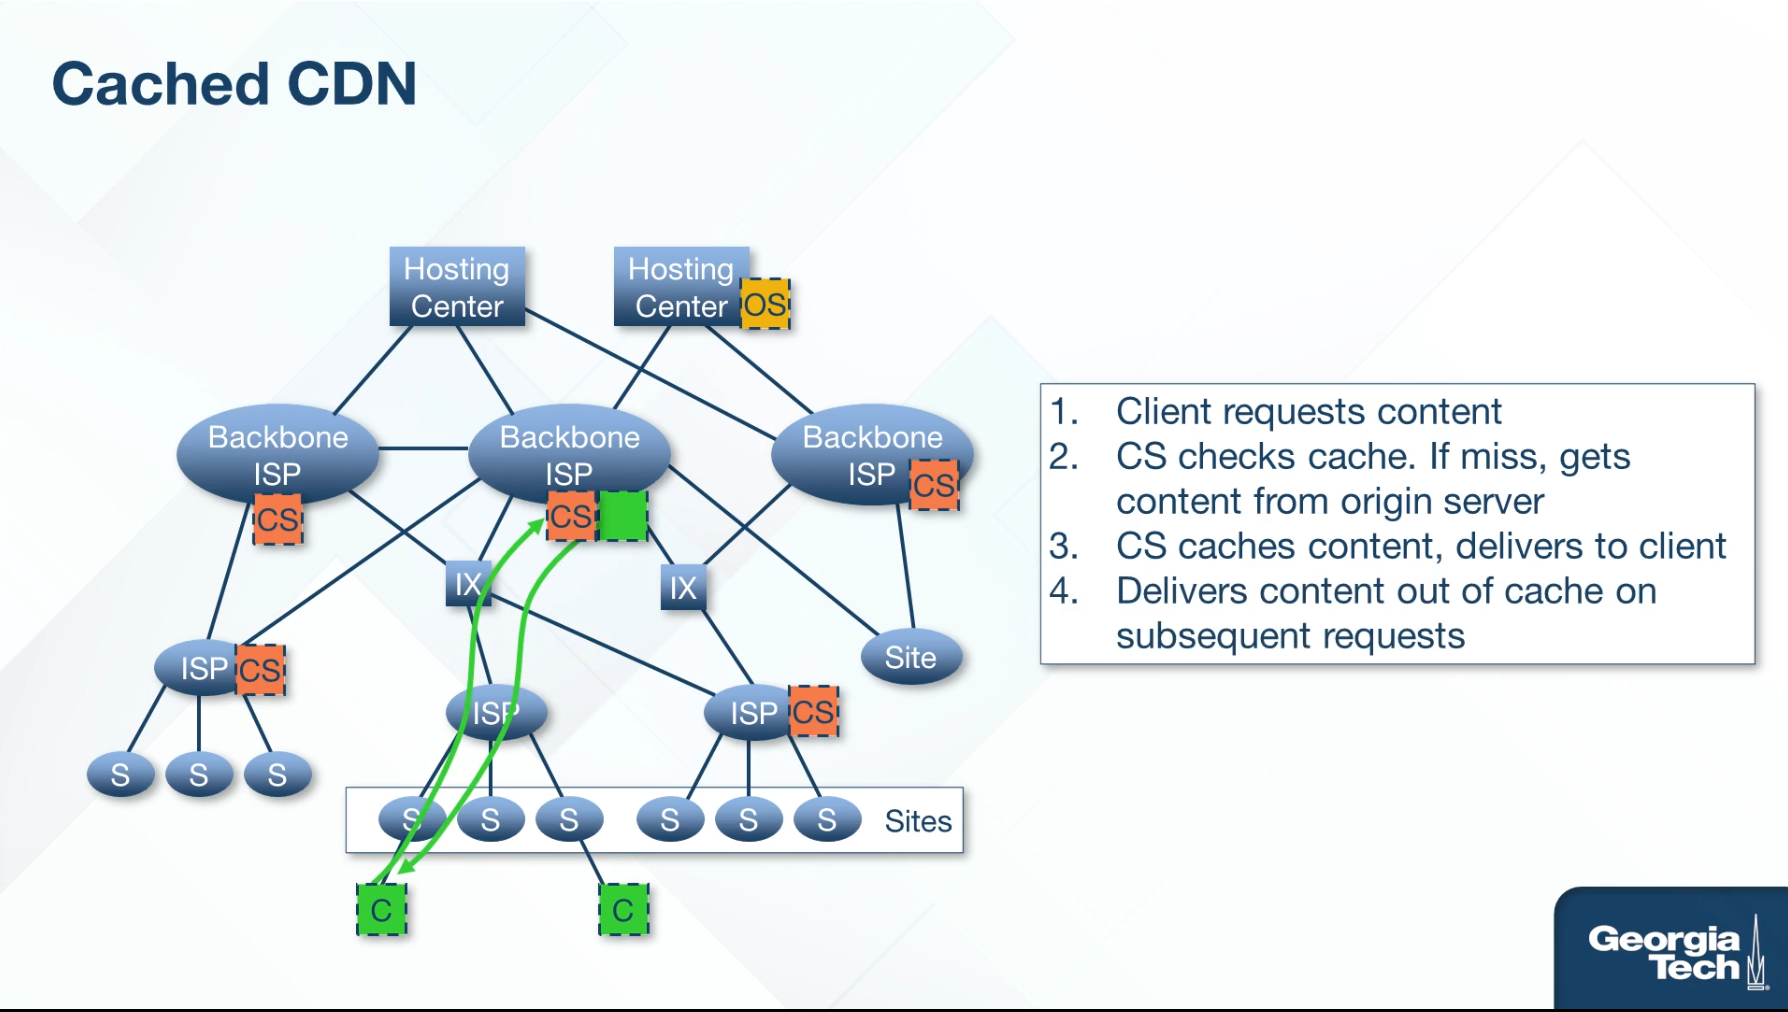 Cached CDN
Hosting
Center
Hosting
Center
OS
Backbone
ISP
CS
Backbone
ISP
CS
Backbone
ISP
CS
IX
IX
ISP
CS
Site
ISP
ISP
CS
S
S
S
S
S
S
S
S
S
Sites
C
C
1. Client requests content
2. CS checks cache. If miss, gets
content from origin server
3. CS caches content, delivers to client
4. Delivers content out of cache on
subsequent requests
Georgia
Tech